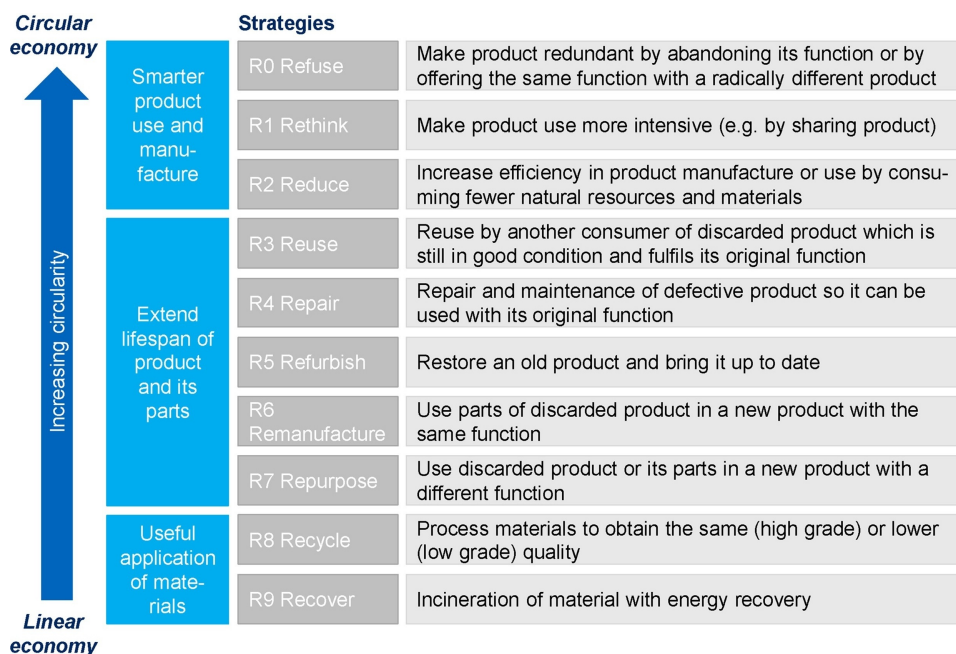 Circular
economy
Strategies
Increasing circularity
Linear
economy
Smarter
product
use and
manu-
facture
R0 Refuse
Make product redundant by abandoning its function or by
offering the same function with a radically different product
R1 Rethink
Make product use more intensive (e.g. by sharing product)
R2 Reduce
Increase efficiency in product manufacture or use by consu-
ming fewer natural resources and materials
Extend
lifespan of
product
and its
parts
R3 Reuse
Reuse by another consumer of discarded product which is
still in good condition and fulfils its original function
R4 Repair
Repair and maintenance of defective product so it can be
used with its original function
R5 Refurbish
Restore an old product and bring it up to date
R6
Remanufacture
Use parts of discarded product in a new product with the
same function
R7 Repurpose
Use discarded product or its parts in a new product with a
different function
Useful
application
of mate-
rials
R8 Recycle
Process materials to obtain the same (high grade) or lower
(low grade) quality
R9 Recover
Incineration of material with energy recovery